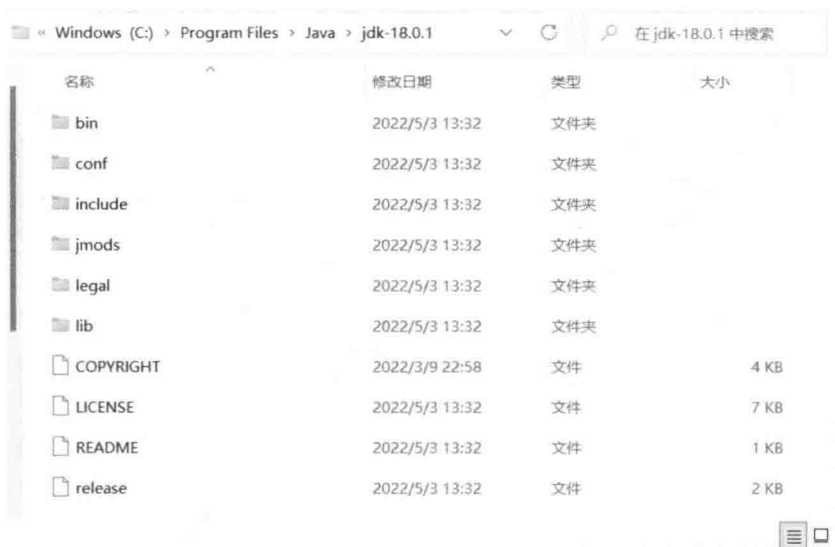 « Windows (C:) > Program Files > Java > jdk-18.0.1 在 jdk-18.0.1 中搜索
名称 修改日期 类型 大小
bin 2022/5/3 13:32 文件夹
conf 2022/5/3 13:32 文件夹
include 2022/5/3 13:32 文件夹
jmods 2022/5/3 13:32 文件夹
legal 2022/5/3 13:32 文件夹
lib 2022/5/3 13:32 文件夹
COPYRIGHT 2022/3/9 22:58 文件 4 KB
LICENSE 2022/5/3 13:32 文件 7 KB
README 2022/5/3 13:32 文件 1 KB
release 2022/5/3 13:32 文件 2 KB